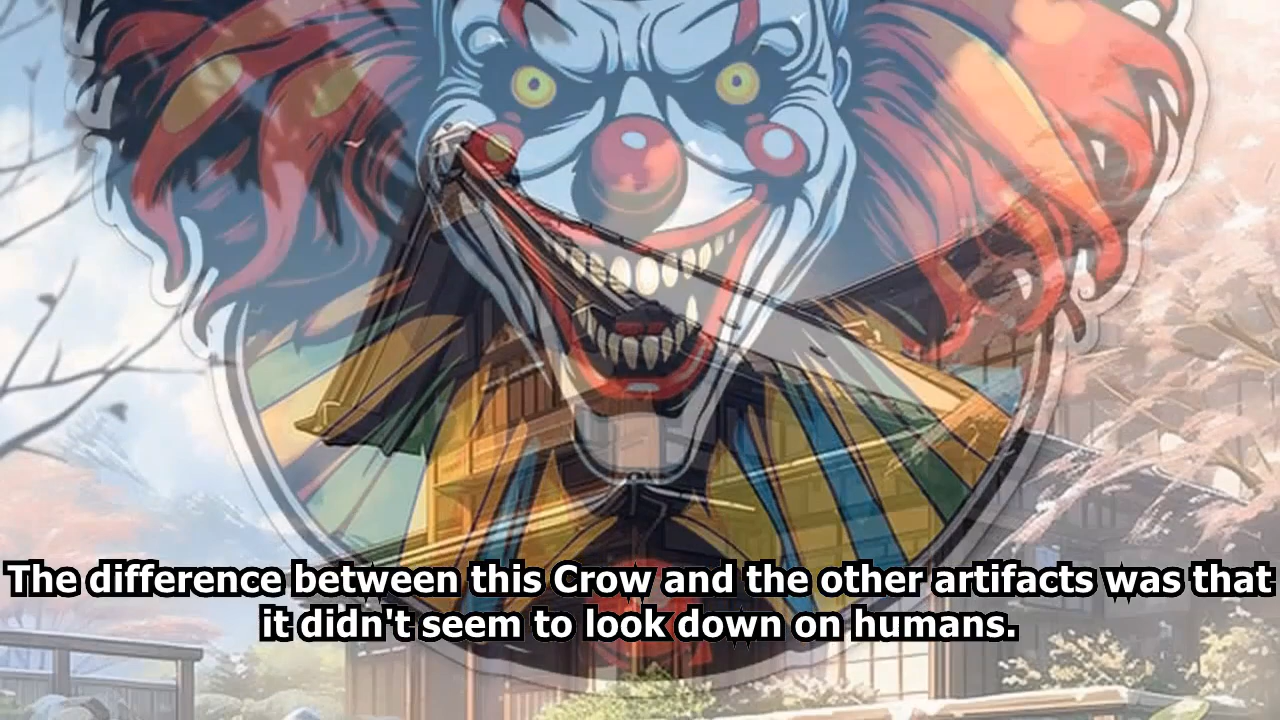 The difference between this Crow and the other artifacts was that
it didn't seem to look down on humans.